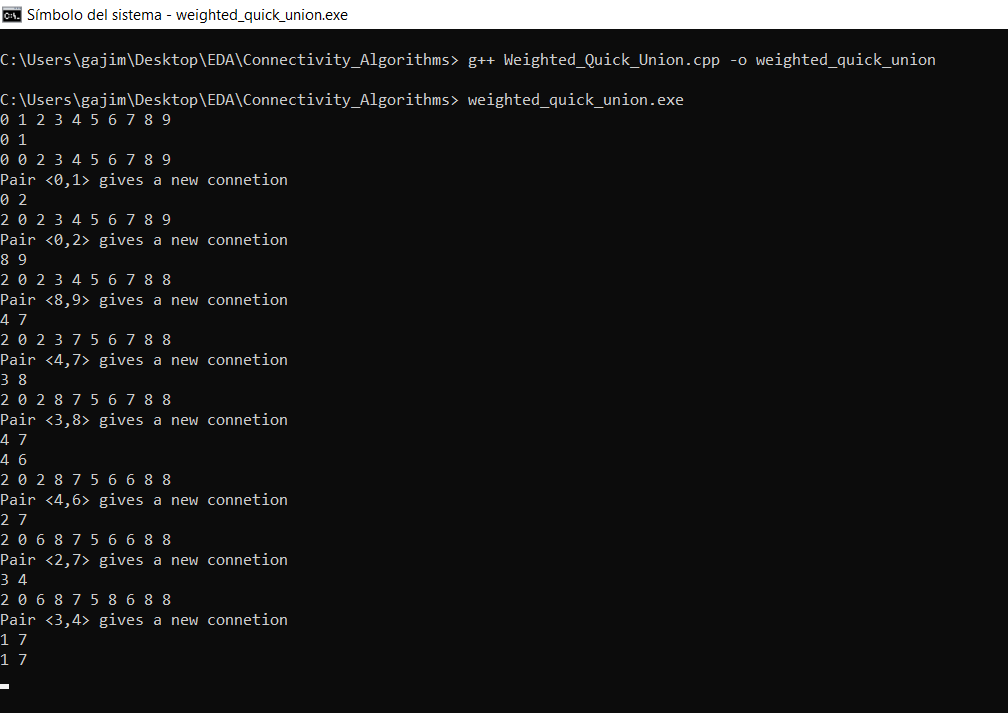 Símbolo del sistema - weighted_quick_union.exe
C:\Users\gajim\Desktop\EDA\Connectivity_Algorithms> g++ Weighted_Quick_Union.cpp -o weighted_quick_union
C:\Users\gajim\Desktop\EDA\Connectivity_Algorithms> weighted_quick_union.exe
0 1 2 3 4 5 6 7 8 9
0 1
0 0 2 3 4 5 6 7 8 9
Pair <0,1> gives a new connetion
0 2
2 0 2 3 4 5 6 7 8 9
Pair <0,2> gives a new connetion
8 9
2 0 2 3 4 5 6 7 8 8
Pair <8,9> gives a new connetion
4 7
2 0 2 3 7 5 6 7 8 8
Pair <4,7> gives a new connetion
3 8
2 0 2 8 7 5 6 7 8 8
Pair <3,8> gives a new connetion
4 7
4 6
2 0 2 8 7 5 6 6 8 8
Pair <4,6> gives a new connetion
2 7
2 0 6 8 7 5 6 6 8 8
Pair <2,7> gives a new connetion
3 4
2 0 6 8 7 5 8 6 8 8
Pair <3,4> gives a new connetion
1 7
1 7